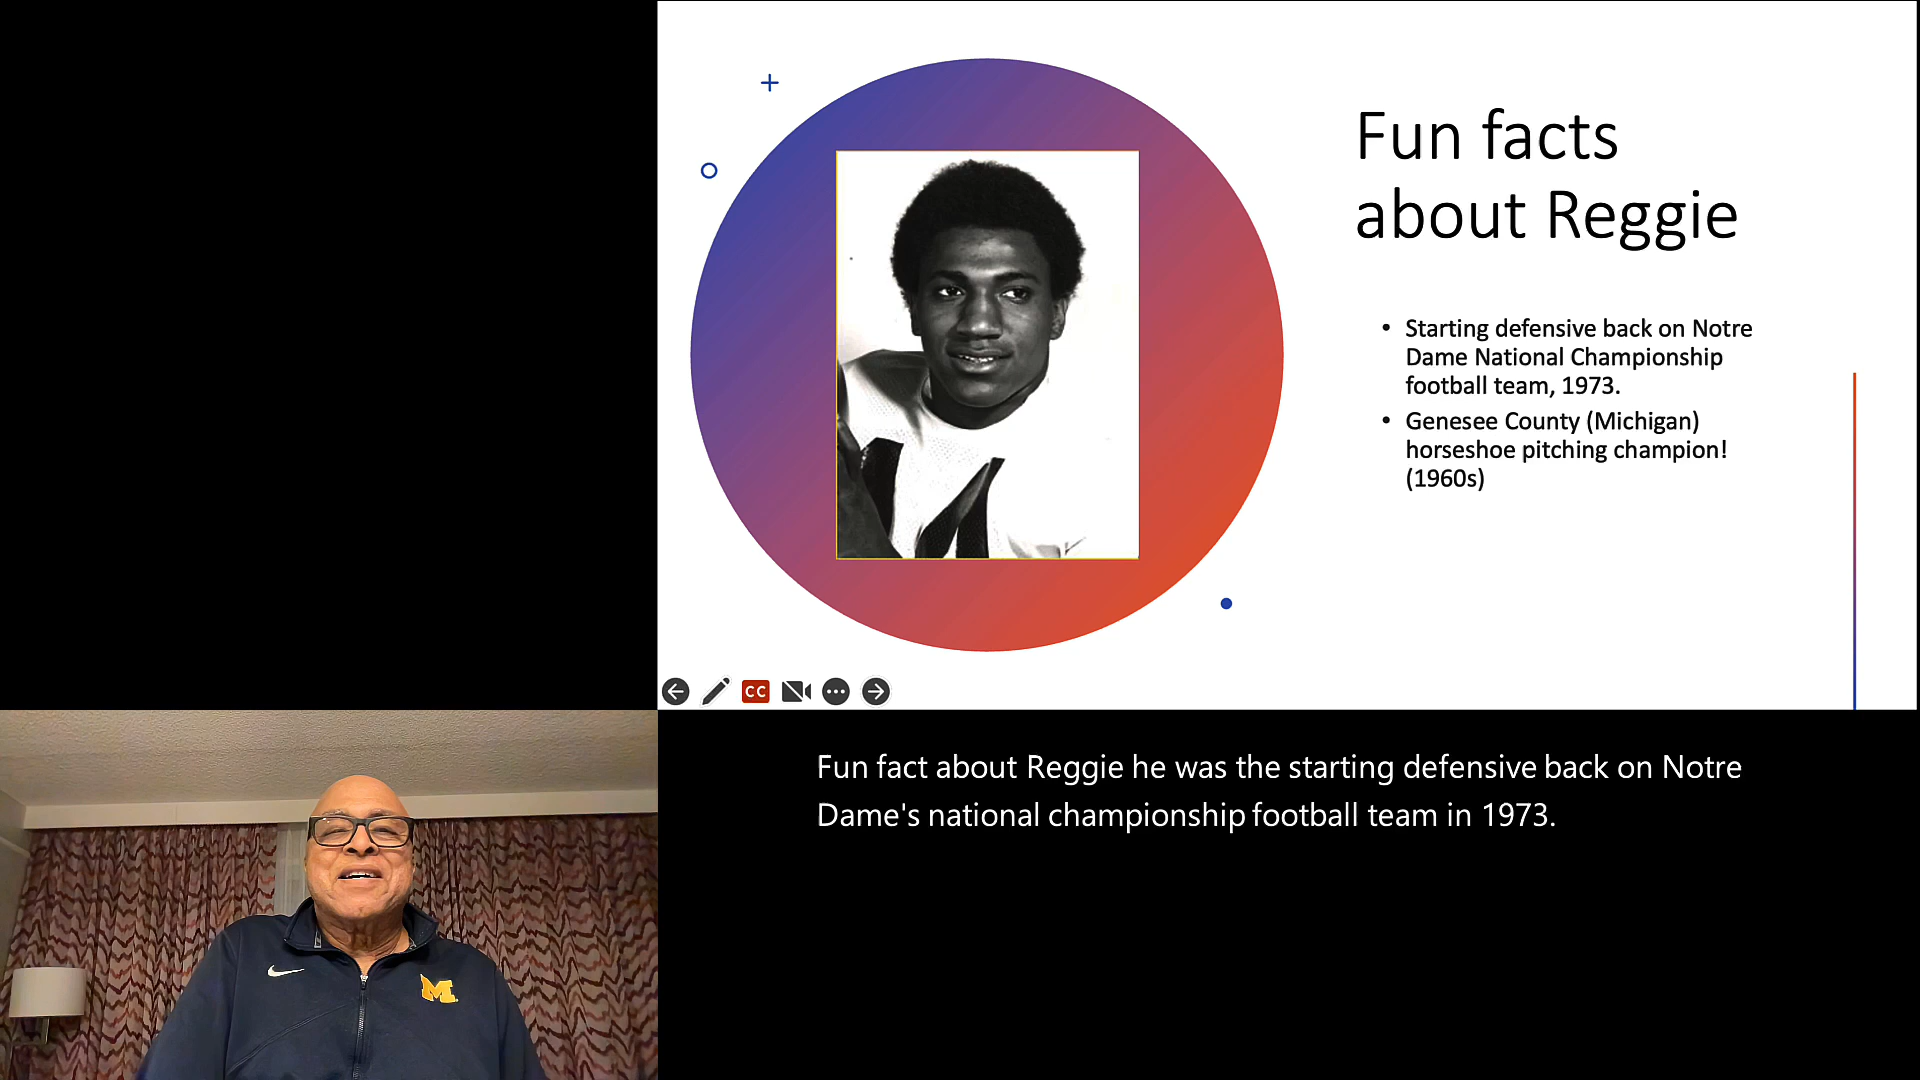 Fun facts
about Reggie
• Starting defensive back on Notre
Dame National Championship
football team, 1973.
• Genesee County (Michigan)
horseshoe pitching champion!
(1960s)
CC
Fun fact about Reggie he was the starting defensive back on Notre
Dame's national championship football team in 1973.
M